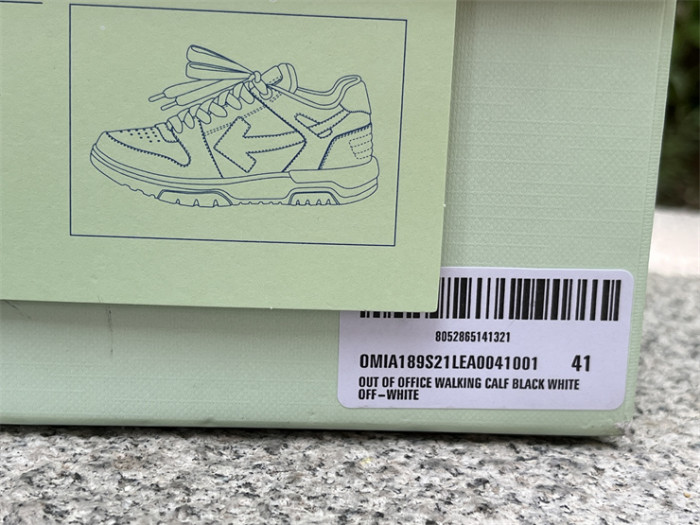 8052865141321
OMIA189S21LEA0041001 41
OUT OF OFFICE WALKING CALF BLACK WHITE
OFF-WHITE